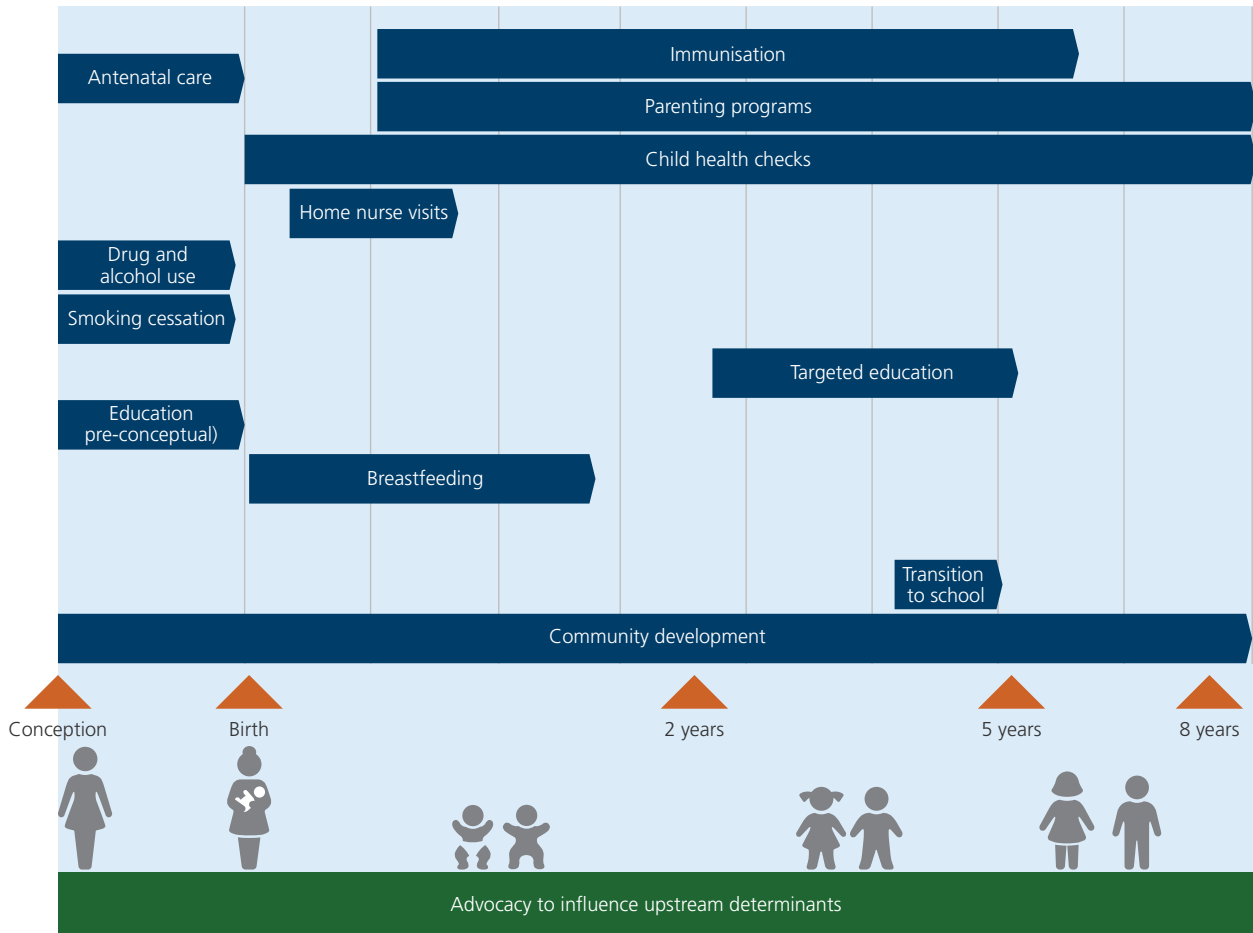 Immunisation
Antenatal care
Parenting programs
Child health checks
Home nurse visits
Drug and
alcohol use
Smoking cessation
Targeted education
Education
pre-conceptual)
Breastfeeding
Transition
to school
Community development
Conception
Birth
2 years
5 years
8 years
Advocacy to influence upstream determinants